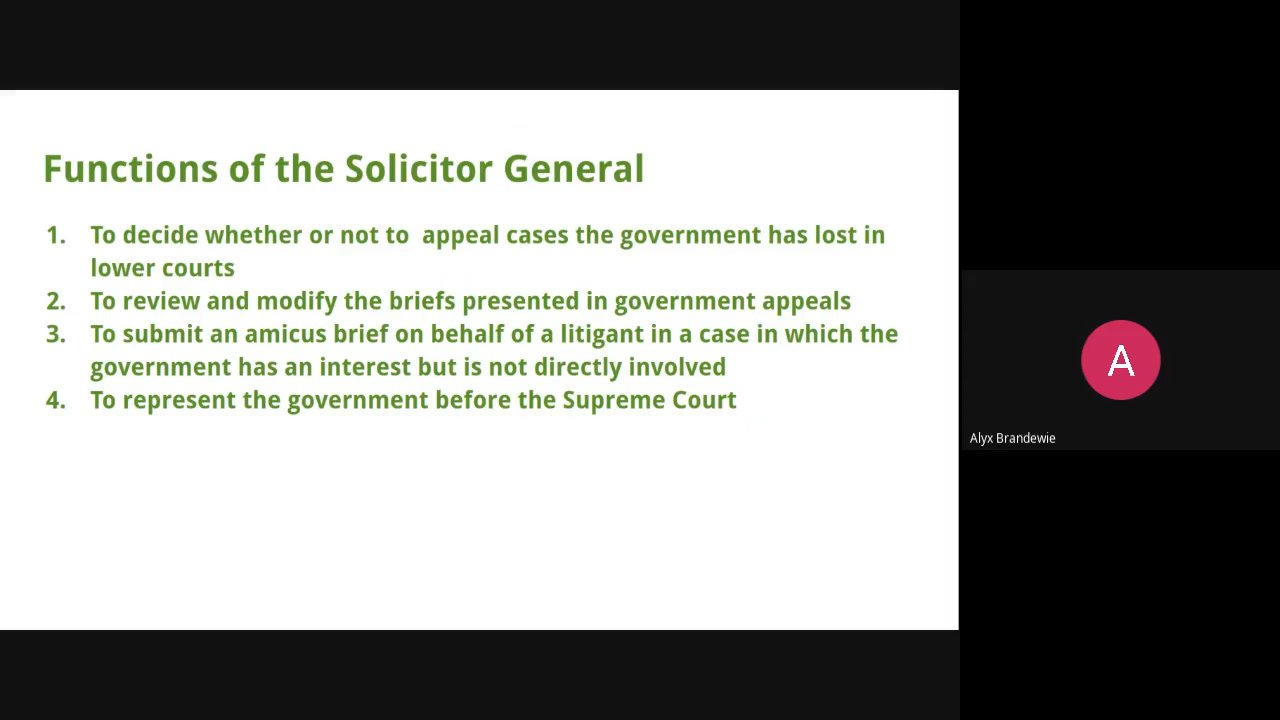 Functions of the Solicitor General
1. To decide whether or not to  appeal cases the government has lost in
lower courts
2. To review and modify the briefs presented in government appeals
3. To submit an amicus brief on behalf of a litigant in a case in which the
government has an interest but is not directly involved
4. To represent the government before the Supreme Court
A
Alyx Brandewie